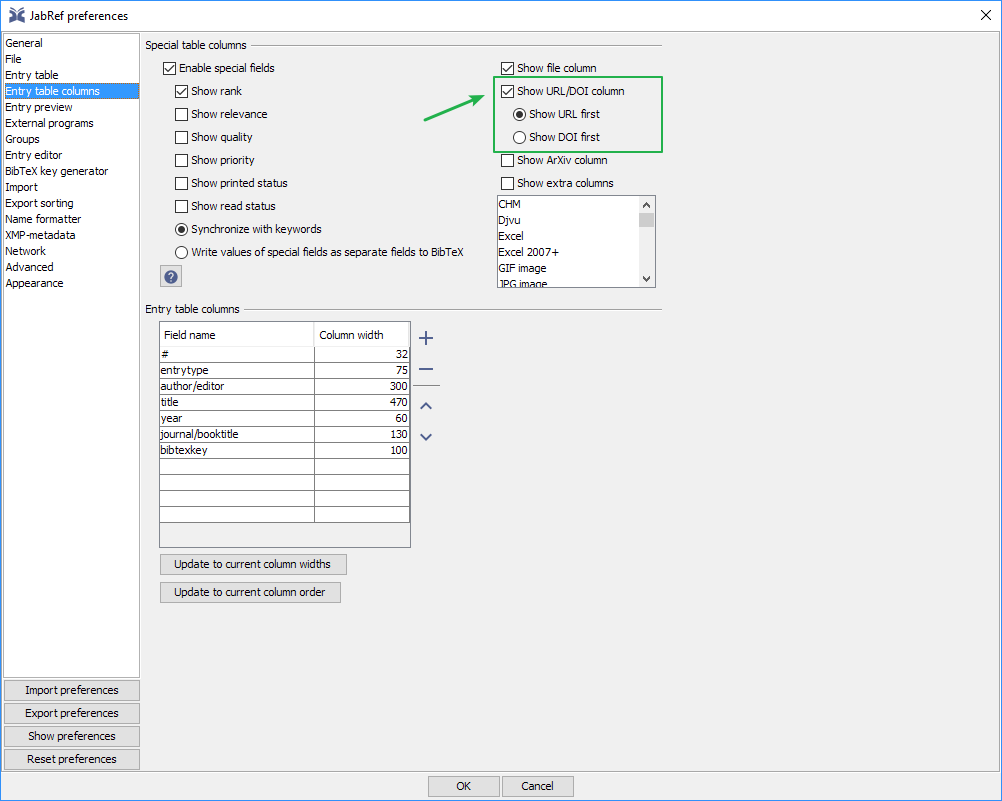 JabRef preferences
General
File
Entry table
Entry table columns
Entry preview
External programs
Groups
Entry editor
BibTeX key generator
Import
Export sorting
Name formatter
XMP-metadata
Network
Advanced
Appearance
Import preferences
Export preferences
Show preferences
Reset preferences
Special table columns
Enable special fields
Show rank
Show relevance
Show quality
Show priority
Show printed status
Show read status
Synchronize with keywords
Write values of special fields as separate fields to BibTeX
?
Show file column
Show URL/DOI column
Show URL first
Show DOI first
Show ArXiv column
Show extra columns
CHM
Djvu
Excel
Excel 2007+
GIF image
JPG image
Entry table columns
Field name Column width
# 32
entrytype 75
author/editor 300
title 470
year 60
journal/booktitle 130
bibtexkey 100
Update to current column widths
Update to current column order
OK Cancel